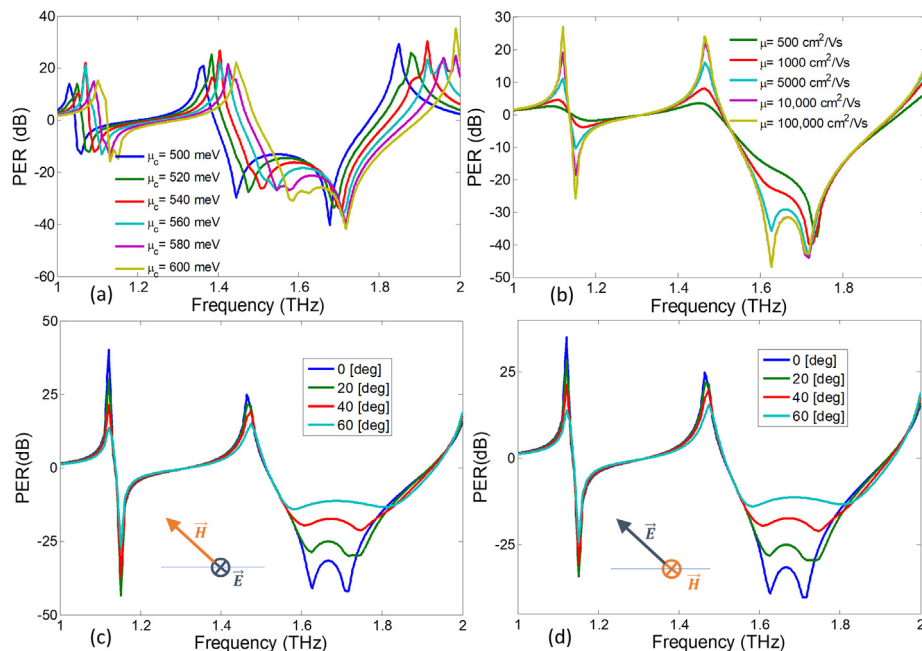 40
20
0
-20
-40
-60
PER (dB)
μc= 500 meV
μc= 520 meV
μc= 540 meV
μc= 560 meV
μc= 580 meV
μc= 600 meV
(a)
1 1.2 1.4 1.6 1.8 2
Frequency (THz)
30
20
10
0
-10
-20
-30
-40
-50
PER (dB)
μ= 500 cm²/Vs
μ= 1000 cm²/Vs
μ= 5000 cm²/Vs
μ= 10,000 cm²/Vs
μ= 100,000 cm²/Vs
(b)
1 1.2 1.4 1.6 1.8 2
Frequency (THz)
50
25
0
-25
50
PER(dB)
0 [deg]
20 [deg]
40 [deg]
60 [deg]
H
E
(c)
1 1.2 1.4 1.6 1.8 2
Frequency (THz)
25
0
-25
PER(dB)
0 [deg]
20 [deg]
40 [deg]
60 [deg]
E
H
(d)
1 1.2 1.4 1.6 1.8 2
Frequency (THz)